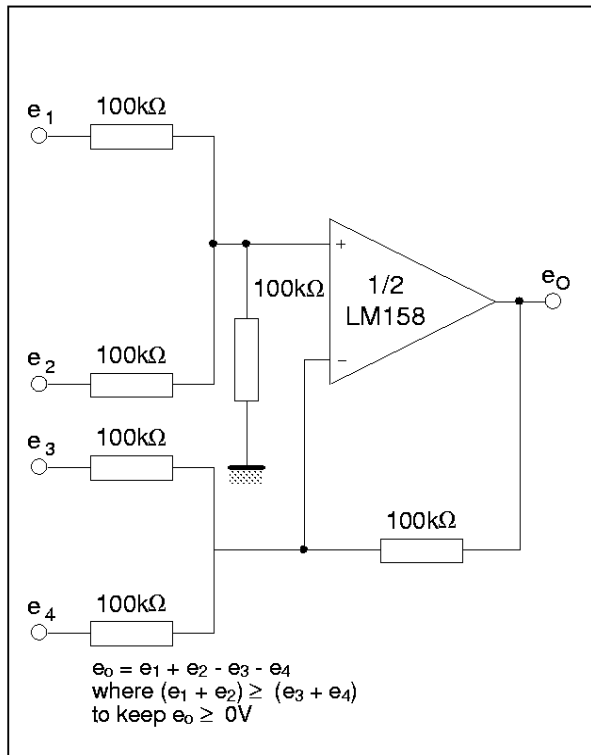 e1
100kΩ
+
100kΩ
1/2
LM158
eO
e2
100kΩ
−
e3
100kΩ
100kΩ
e4
100kΩ
eo = e1 + e2 - e3 - e4
where (e1 + e2) ≥ (e3 + e4)
to keep eo ≥ 0V